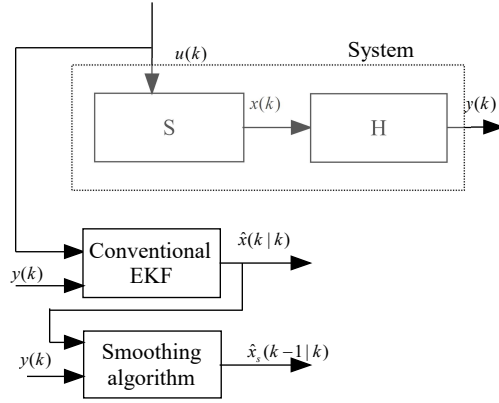 System
u(k)
x(k)
y(k)
S
H
Conventional
EKF
x̂(k | k)
y(k)
Smoothing
algorithm
x̂ₛ(k−1 | k)
y(k)